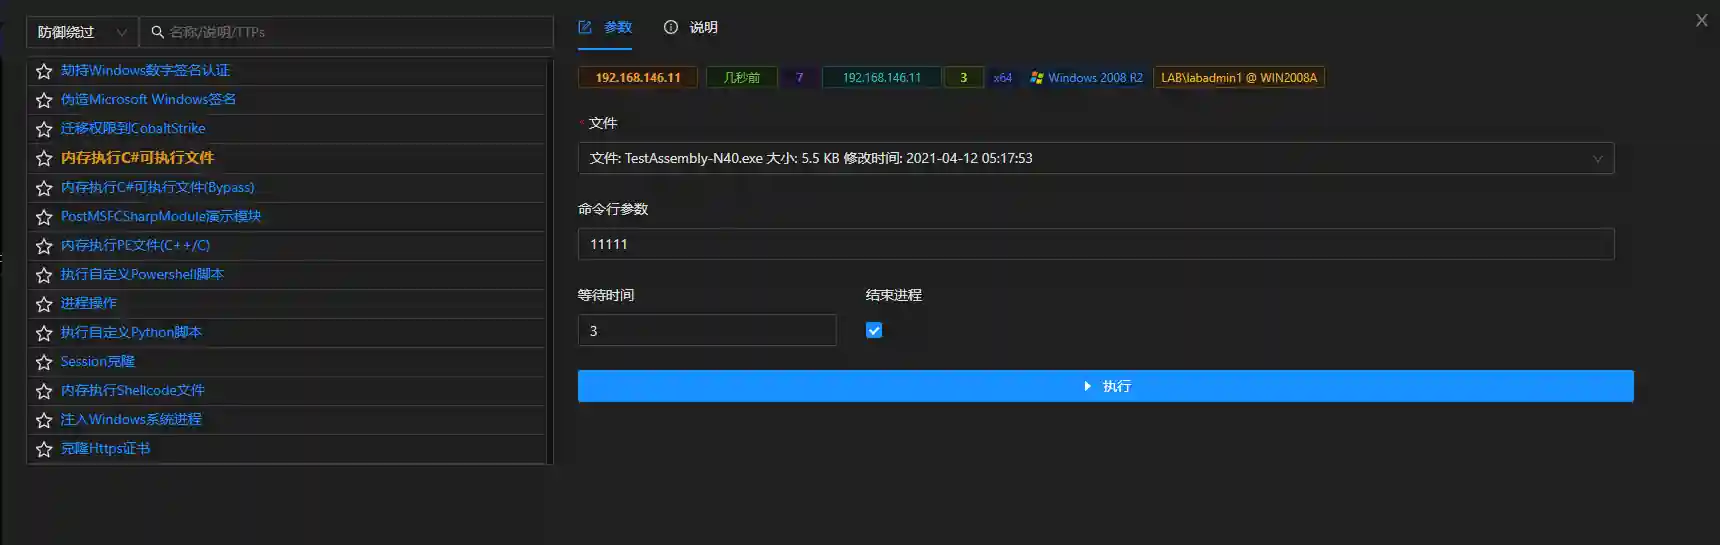 防御绕过
名称/说明/TTPs
劫持Windows数字签名认证
伪造Microsoft Windows签名
迁移权限到CobaltStrike
内存执行C#可执行文件
内存执行C#可执行文件(Bypass)
PostMSFCSharpModule演示模块
内存执行PE文件(C++/C)
执行自定义Powershell脚本
进程操作
执行自定义Python脚本
Session克隆
内存执行Shellcode文件
注入Windows系统进程
克隆Https证书
参数 说明
192.168.146.11 几秒前 7 192.168.146.11 3 x64 Windows 2008 R2 LAB\labadmin1 @ WIN2008A
* 文件
文件: TestAssembly-N40.exe 大小: 5.5 KB 修改时间: 2021-04-12 05:17:53
命令行参数
11111
等待时间 结束进程
3
执行